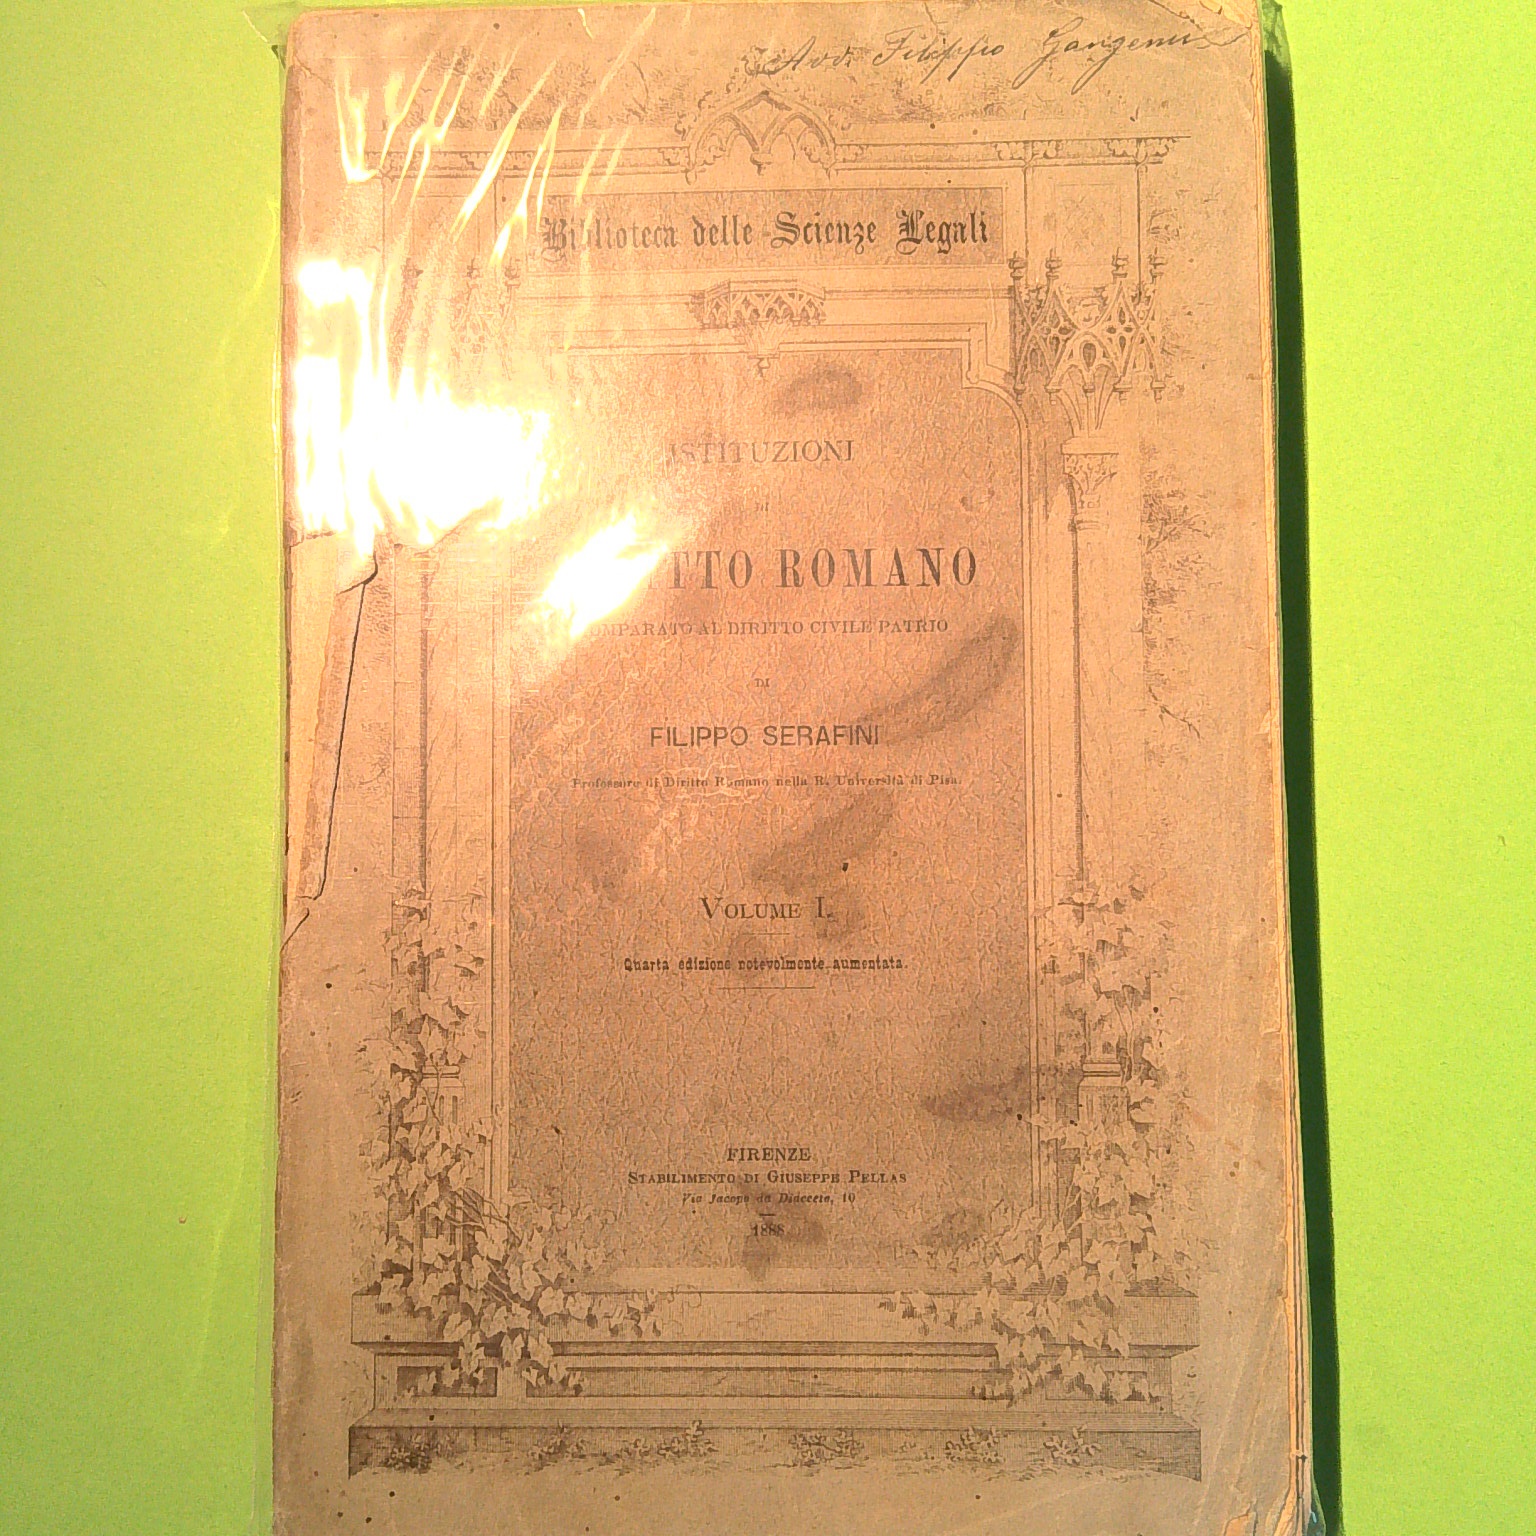 Avv. Filippo Gangemi
Biblioteca delle Scienze Legali
ISTITUZIONI
DI
ROMANO
COMPARATO AL DIRITTO CIVILE PATRIO
DI
FILIPPO SERAFINI
Professore di Diritto Romano nella R. Università di Pisa.
VOLUME I.
Quarta edizione notevolmente aumentata.
FIRENZE
STABILIMENTO DI GIUSEPPE PELLAS
Via Jacopo da Diacceto, 10
1888